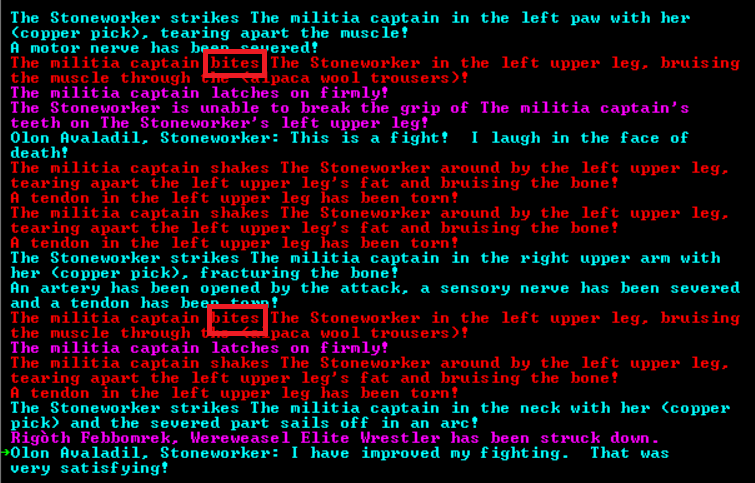 The Stoneworker strikes The militia captain in the left paw with her
(copper pick), tearing apart the muscle!
A motor nerve has been severed!
The militia captain bites The Stoneworker in the left upper leg, bruising
the muscle through the (alpaca wool trousers)!
The militia captain latches on firmly!
The Stoneworker is unable to break the grip of The militia captain's
teeth on The Stoneworker's left upper leg!
Olon Avaladil, Stoneworker: This is a fight!  I laugh in the face of
death!
The militia captain shakes The Stoneworker around by the left upper leg,
tearing apart the left upper leg's fat and bruising the bone!
A tendon in the left upper leg has been torn!
The militia captain shakes The Stoneworker around by the left upper leg,
tearing apart the left upper leg's fat and bruising the bone!
A tendon in the left upper leg has been torn!
The Stoneworker strikes The militia captain in the right upper arm with
her (copper pick), fracturing the bone!
An artery has been opened by the attack, a sensory nerve has been severed
and a tendon has been torn!
The militia captain bites The Stoneworker in the left upper leg, bruising
the muscle through the (alpaca wool trousers)!
The militia captain latches on firmly!
The militia captain shakes The Stoneworker around by the left upper leg,
tearing apart the left upper leg's fat and bruising the bone!
A tendon in the left upper leg has been torn!
The Stoneworker strikes The militia captain in the neck with her (copper
pick) and the severed part sails off in an arc!
Rigòth Febbomrek, Wereweasel Elite Wrestler has been struck down.
Olon Avaladil, Stoneworker: I have improved my fighting.  That was
very satisfying!